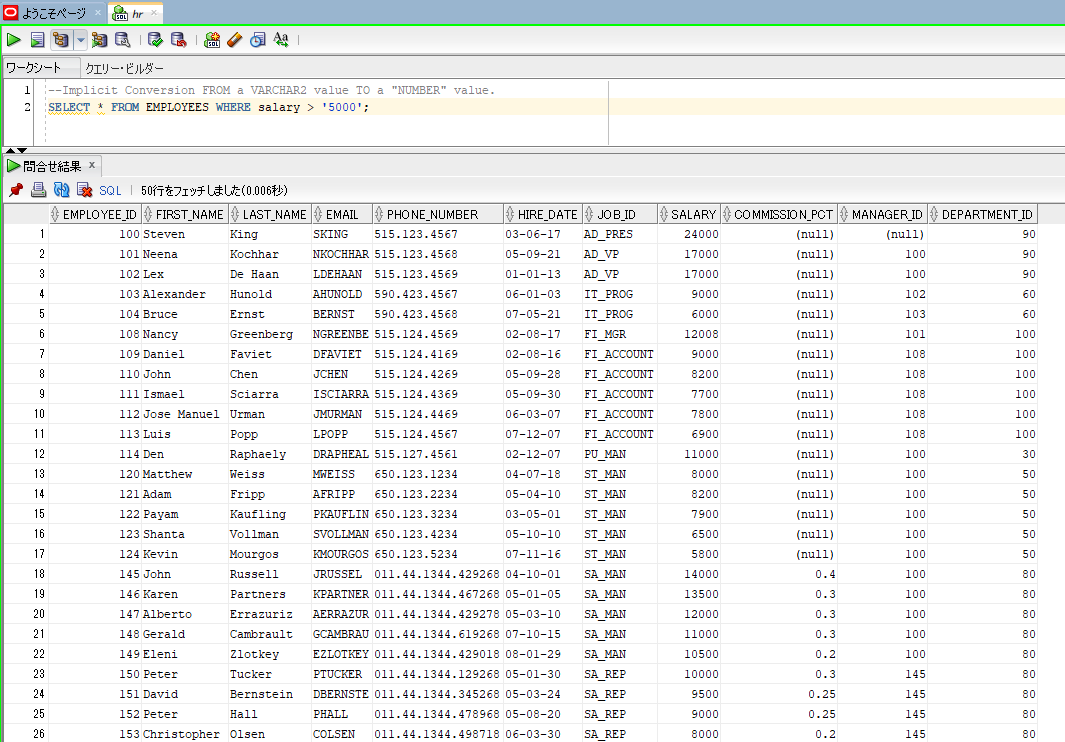 ようこそページ × hr ×
ワークシート クエリー・ビルダー
1 --Implicit Conversion FROM a VARCHAR2 value TO a "NUMBER" value.
2 SELECT * FROM EMPLOYEES WHERE salary > '5000';
問合せ結果 ×
SQL | 50行をフェッチしました(0.006秒)
EMPLOYEE_ID FIRST_NAME LAST_NAME EMAIL PHONE_NUMBER HIRE_DATE JOB_ID SALARY COMMISSION_PCT MANAGER_ID DEPARTMENT_ID
1 100 Steven King SKING 515.123.4567 03-06-17 AD_PRES 24000 (null) (null) 90
2 101 Neena Kochhar NKOCHHAR 515.123.4568 05-09-21 AD_VP 17000 (null) 100 90
3 102 Lex De Haan LDEHAAN 515.123.4569 01-01-13 AD_VP 17000 (null) 100 90
4 103 Alexander Hunold AHUNOLD 590.423.4567 06-01-03 IT_PROG 9000 (null) 102 60
5 104 Bruce Ernst BERNST 590.423.4568 07-05-21 IT_PROG 6000 (null) 103 60
6 108 Nancy Greenberg NGREENBE 515.124.4569 02-08-17 FI_MGR 12008 (null) 101 100
7 109 Daniel Faviet DFAVIET 515.124.4169 02-08-16 FI_ACCOUNT 9000 (null) 108 100
8 110 John Chen JCHEN 515.124.4269 05-09-28 FI_ACCOUNT 8200 (null) 108 100
9 111 Ismael Sciarra ISCIARRA 515.124.4369 05-09-30 FI_ACCOUNT 7700 (null) 108 100
10 112 Jose Manuel Urman JMURMAN 515.124.4469 06-03-07 FI_ACCOUNT 7800 (null) 108 100
11 113 Luis Popp LPOPP 515.124.4567 07-12-07 FI_ACCOUNT 6900 (null) 108 100
12 114 Den Raphaely DRAPHEAL 515.127.4561 02-12-07 PU_MAN 11000 (null) 100 30
13 120 Matthew Weiss MWEISS 650.123.1234 04-07-18 ST_MAN 8000 (null) 100 50
14 121 Adam Fripp AFRIPP 650.123.2234 05-04-10 ST_MAN 8200 (null) 100 50
15 122 Payam Kaufling PKAUFLIN 650.123.3234 03-05-01 ST_MAN 7900 (null) 100 50
16 123 Shanta Vollman SVOLLMAN 650.123.4234 05-10-10 ST_MAN 6500 (null) 100 50
17 124 Kevin Mourgos KMOURGOS 650.123.5234 07-11-16 ST_MAN 5800 (null) 100 50
18 145 John Russell JRUSSEL 011.44.1344.429268 04-10-01 SA_MAN 14000 0.4 100 80
19 146 Karen Partners KPARTNER 011.44.1344.467268 05-01-05 SA_MAN 13500 0.3 100 80
20 147 Alberto Errazuriz AERRAZUR 011.44.1344.429278 05-03-10 SA_MAN 12000 0.3 100 80
21 148 Gerald Cambrault GCAMBRAU 011.44.1344.619268 07-10-15 SA_MAN 11000 0.3 100 80
22 149 Eleni Zlotkey EZLOTKEY 011.44.1344.429018 08-01-29 SA_MAN 10500 0.2 100 80
23 150 Peter Tucker PTUCKER 011.44.1344.129268 05-01-30 SA_REP 10000 0.3 145 80
24 151 David Bernstein DBERNSTE 011.44.1344.345268 05-03-24 SA_REP 9500 0.25 145 80
25 152 Peter Hall PHALL 011.44.1344.478968 05-08-20 SA_REP 9000 0.25 145 80
26 153 Christopher Olsen COLSEN 011.44.1344.498718 06-03-30 SA_REP 8000 0.2 145 80